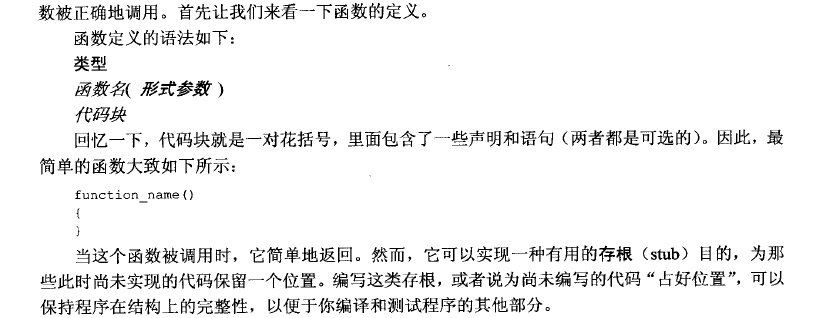 数被正确地调用。首先让我们来看一下函数的定义。
函数定义的语法如下：
类型
函数名( 形式参数 )
代码块
回忆一下，代码块就是一对花括号，里面包含了一些声明和语句（两者都是可选的）。因此，最
简单的函数大致如下所示：
function_name()
{
}
当这个函数被调用时，它简单地返回。然而，它可以实现一种有用的存根（stub）目的，为那
些此时尚未实现的代码保留一个位置。编写这类存根，或者说为尚未编写的代码“占好位置”，可以
保持程序在结构上的完整性，以便于你编译和测试程序的其他部分。